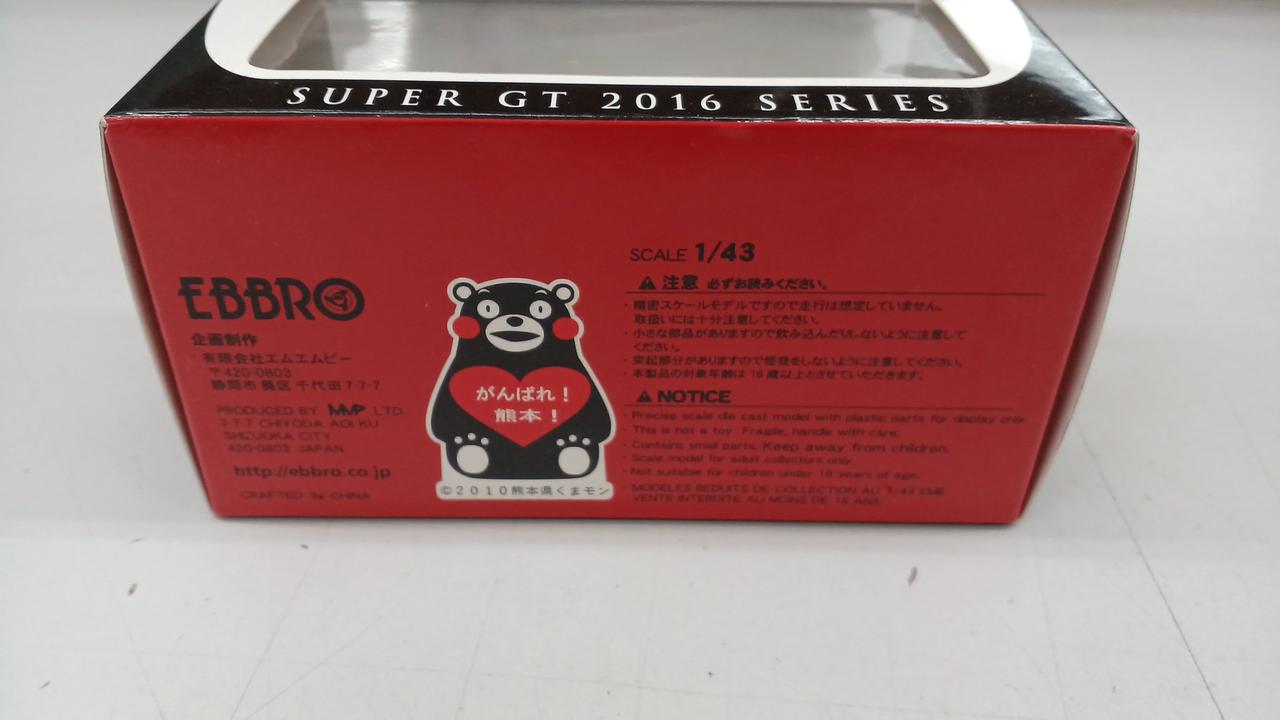 SUPER GT 2016 SERIES
EBBRO
企画制作
有限会社エムエムピー
〒420-0803
静岡市 葵区 千代田 7-7-7
PRODUCED BY MMP LTD.
7-7-7 CHIYODA AOI KU
SHIZUOKA CITY
420-0803 JAPAN
http://ebbro.co.jp
CRAFTED IN CHINA
がんばれ!
熊本!
©2010熊本県くまモン
SCALE 1/43
注意 必ずお読みください。
・精密スケールモデルですので走行は想定していません。
取扱いには十分注意してください。
・小さな部品がありますので飲み込んだりしないように注意して
ください。
・突起部分がありますので怪我をしないように注意してください。
・本製品の対象年齢は 16 歳以上とさせていただきます。
NOTICE
· Precise scale die cast model with plastic parts for display only.
This is not a toy. Fragile, handle with care.
· Contains small parts. Keep away from children.
· Scale model for adult collectors only.
· Not suitable for children under 16 years of age.
· MODELES REDUITS DE COLLECTION AU 1/43 EME
VENTE INTERDITE AU MOINS DE 16 ANS